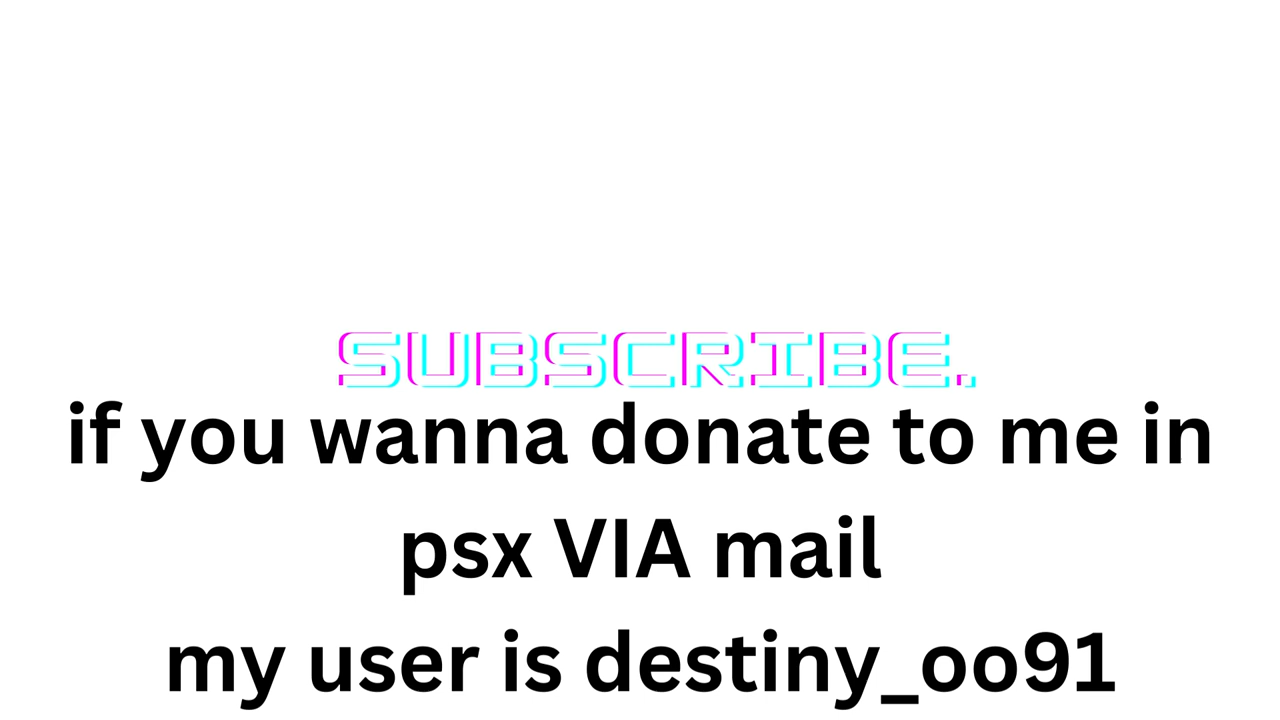 SUBSCRIBE.
if you wanna donate to me in
psx VIA mail
my user is destiny_oo91